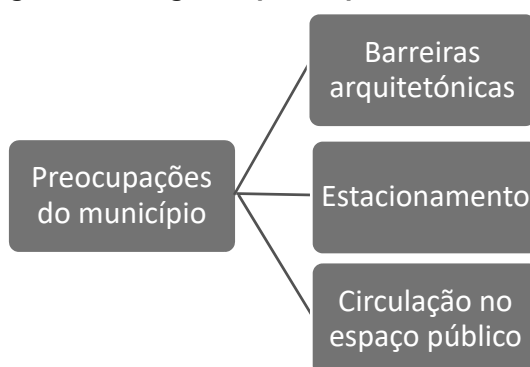 Barreiras
arquitetónicas
Preocupações
do município
Estacionamento
Circulação no
espaço público